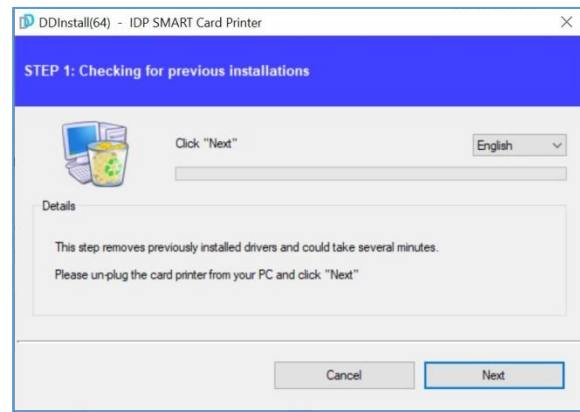 DDInstall(64) - IDP SMART Card Printer
STEP 1: Checking for previous installations
Click "Next"
English
Details
This step removes previously installed drivers and could take several minutes.
Please un-plug the card printer from your PC and click "Next"
Cancel
Next